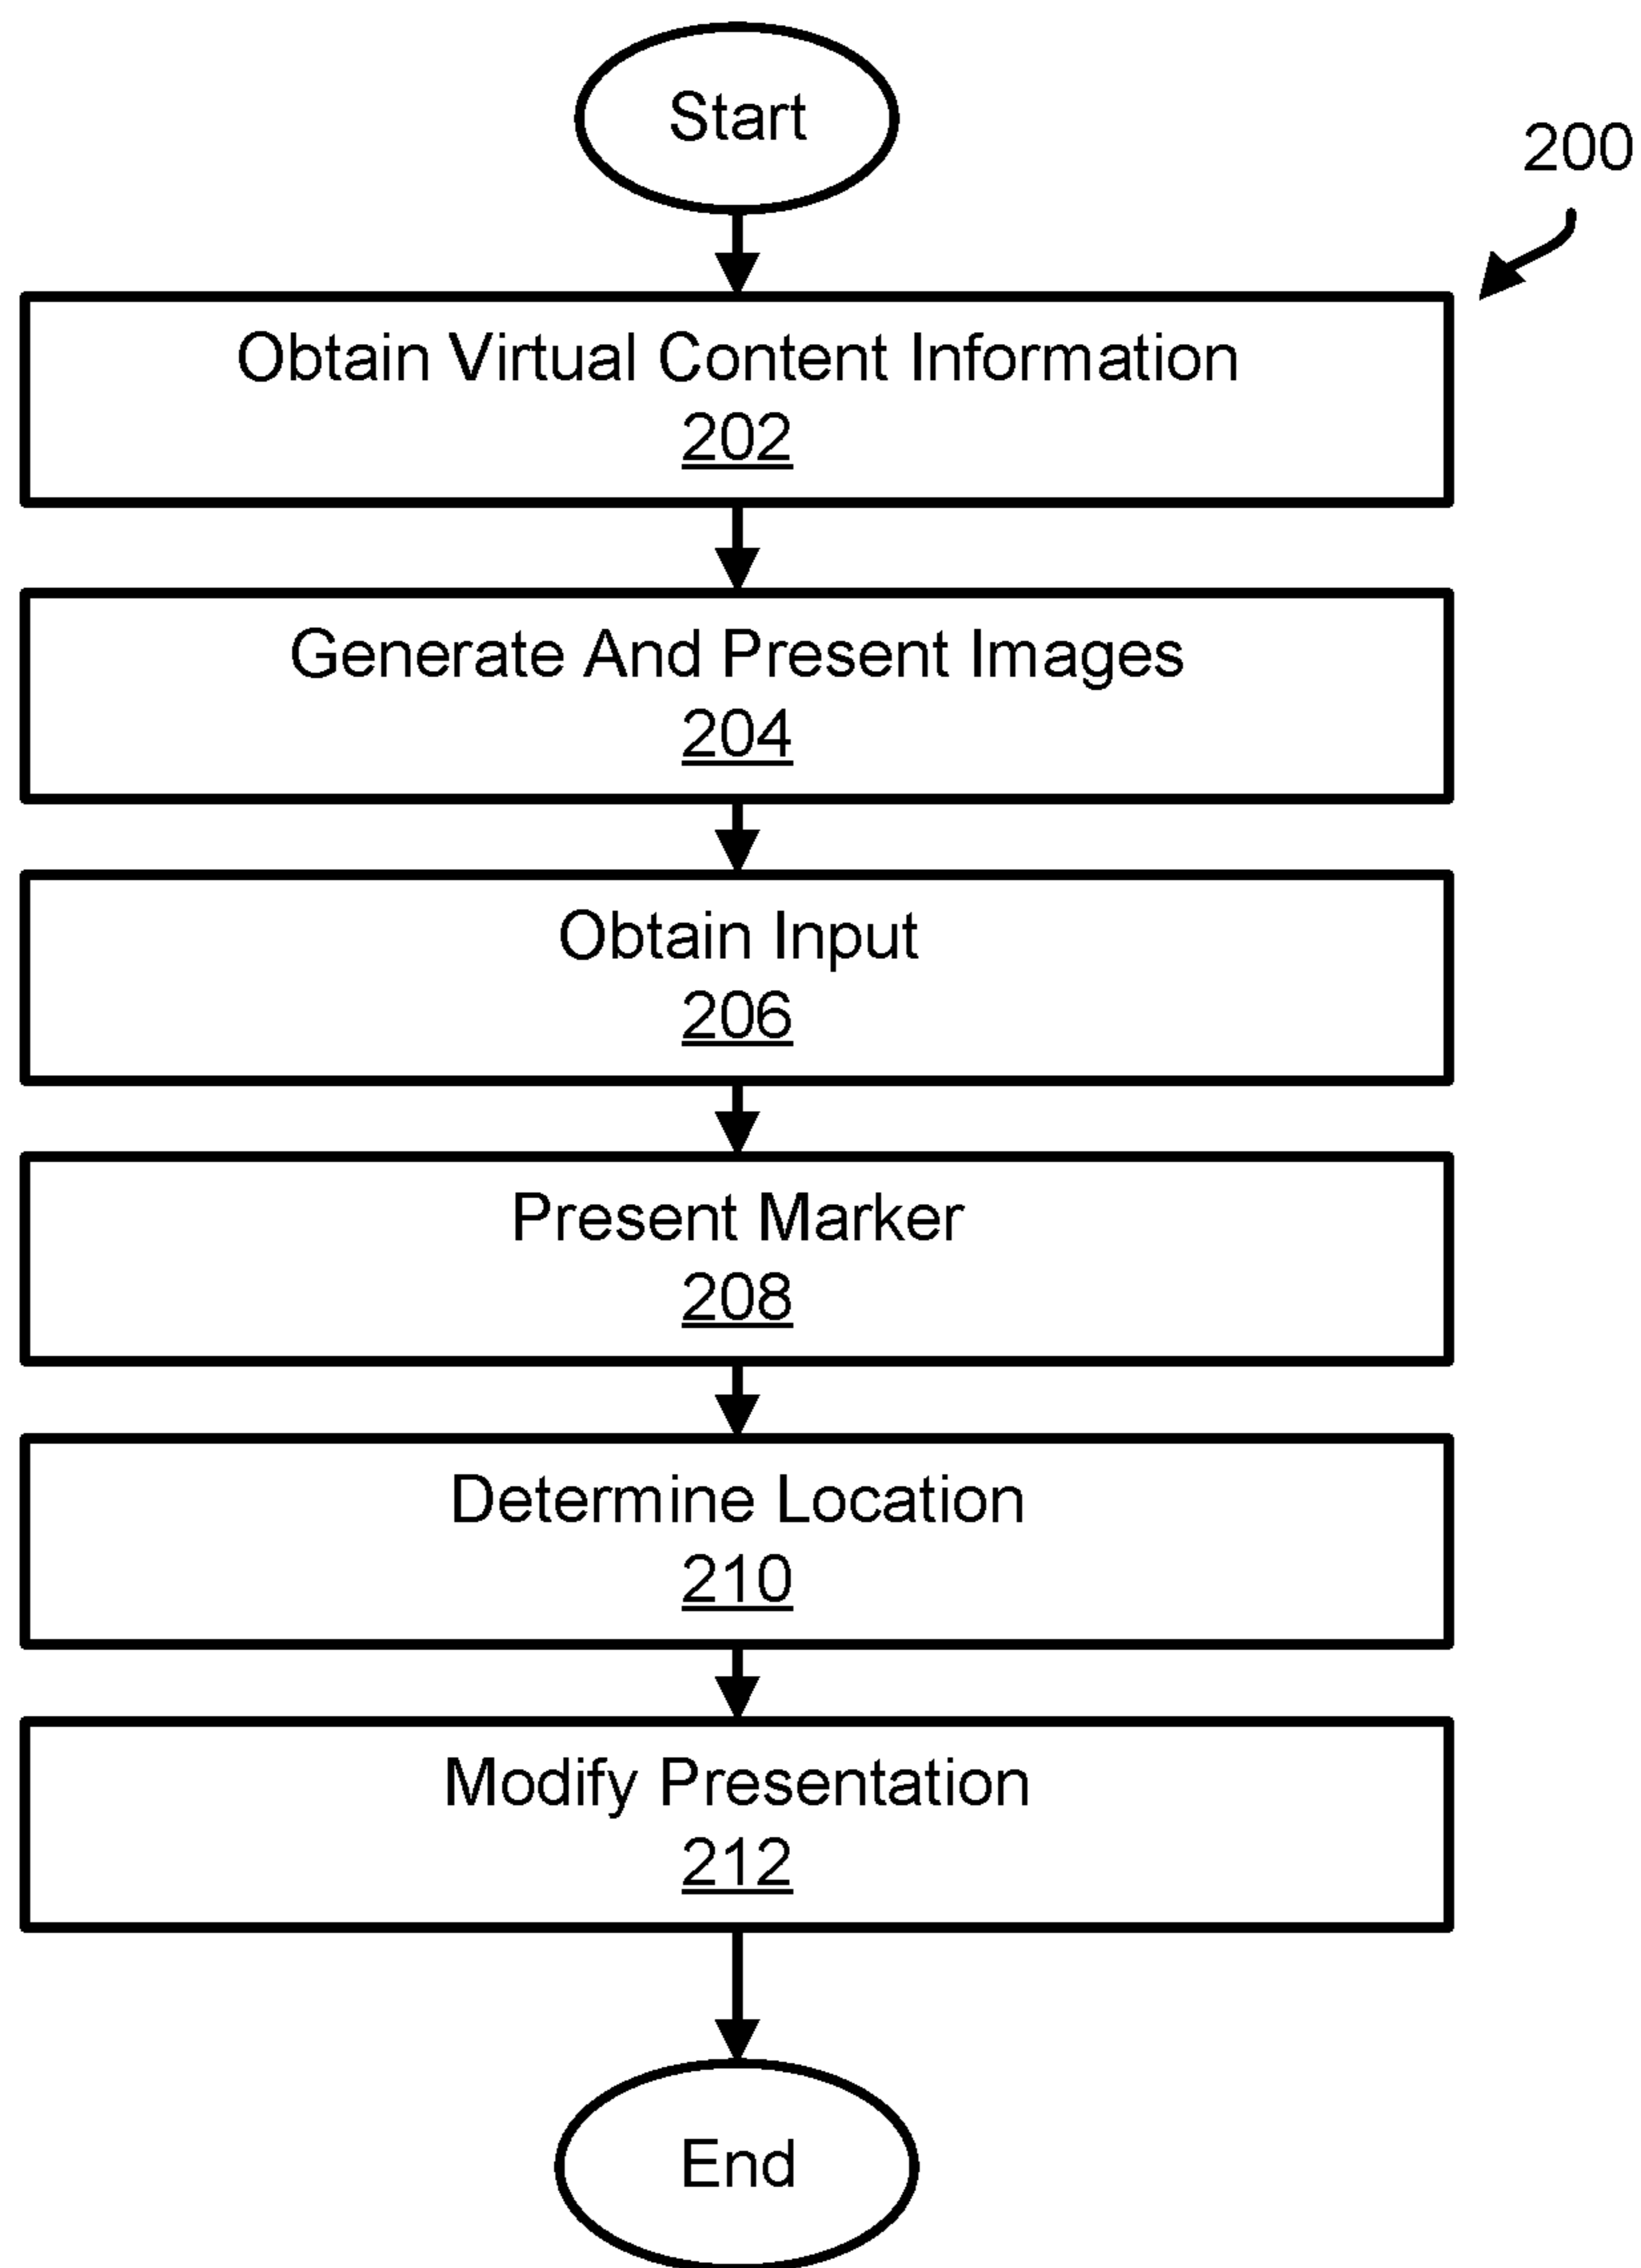 Start
200
Obtain Virtual Content Information
202
Generate And Present Images
204
Obtain Input
206
Present Marker
208
Determine Location
210
Modify Presentation
212
End